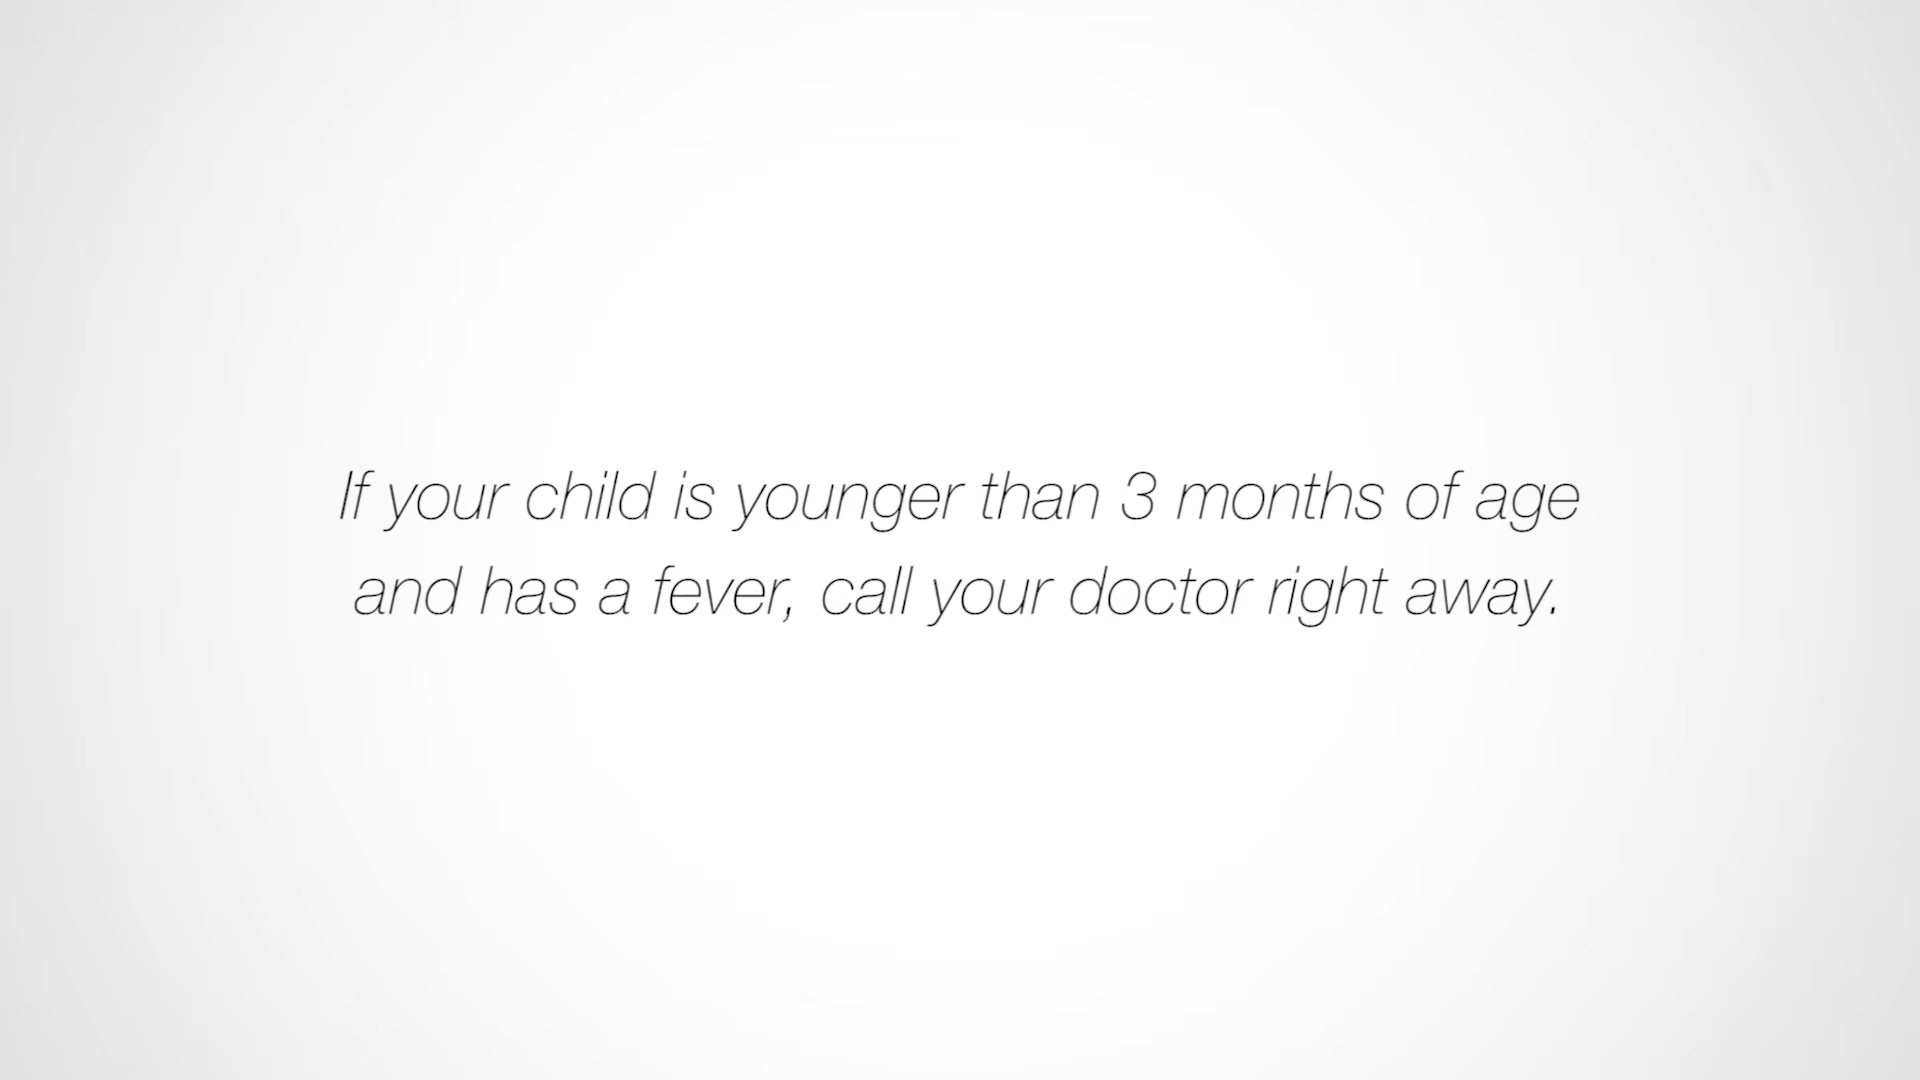 If your child is younger than 3 months of age
and has a fever, call your doctor right away.